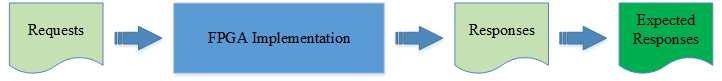 Requests
FPGA Implementation
Responses
Expected
Responses